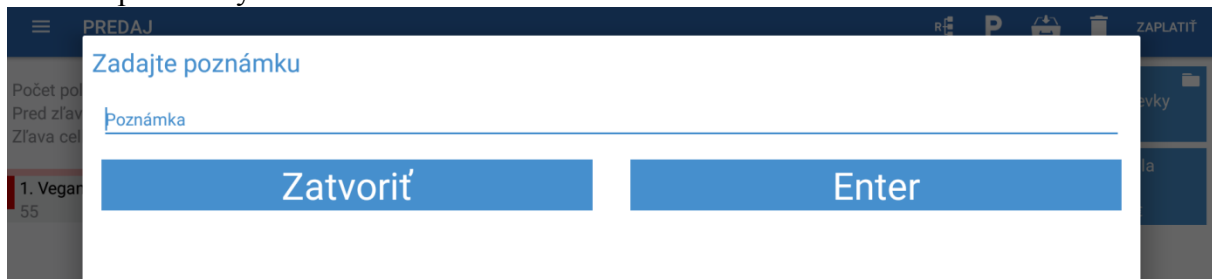 PREDAJ
R
P
ZAPLATIŤ
Zadajte poznámku
Počet pol
Pred zľav
Zľava cel
Poznámka
evky
Zatvoriť
Enter
la
1. Vegan
55